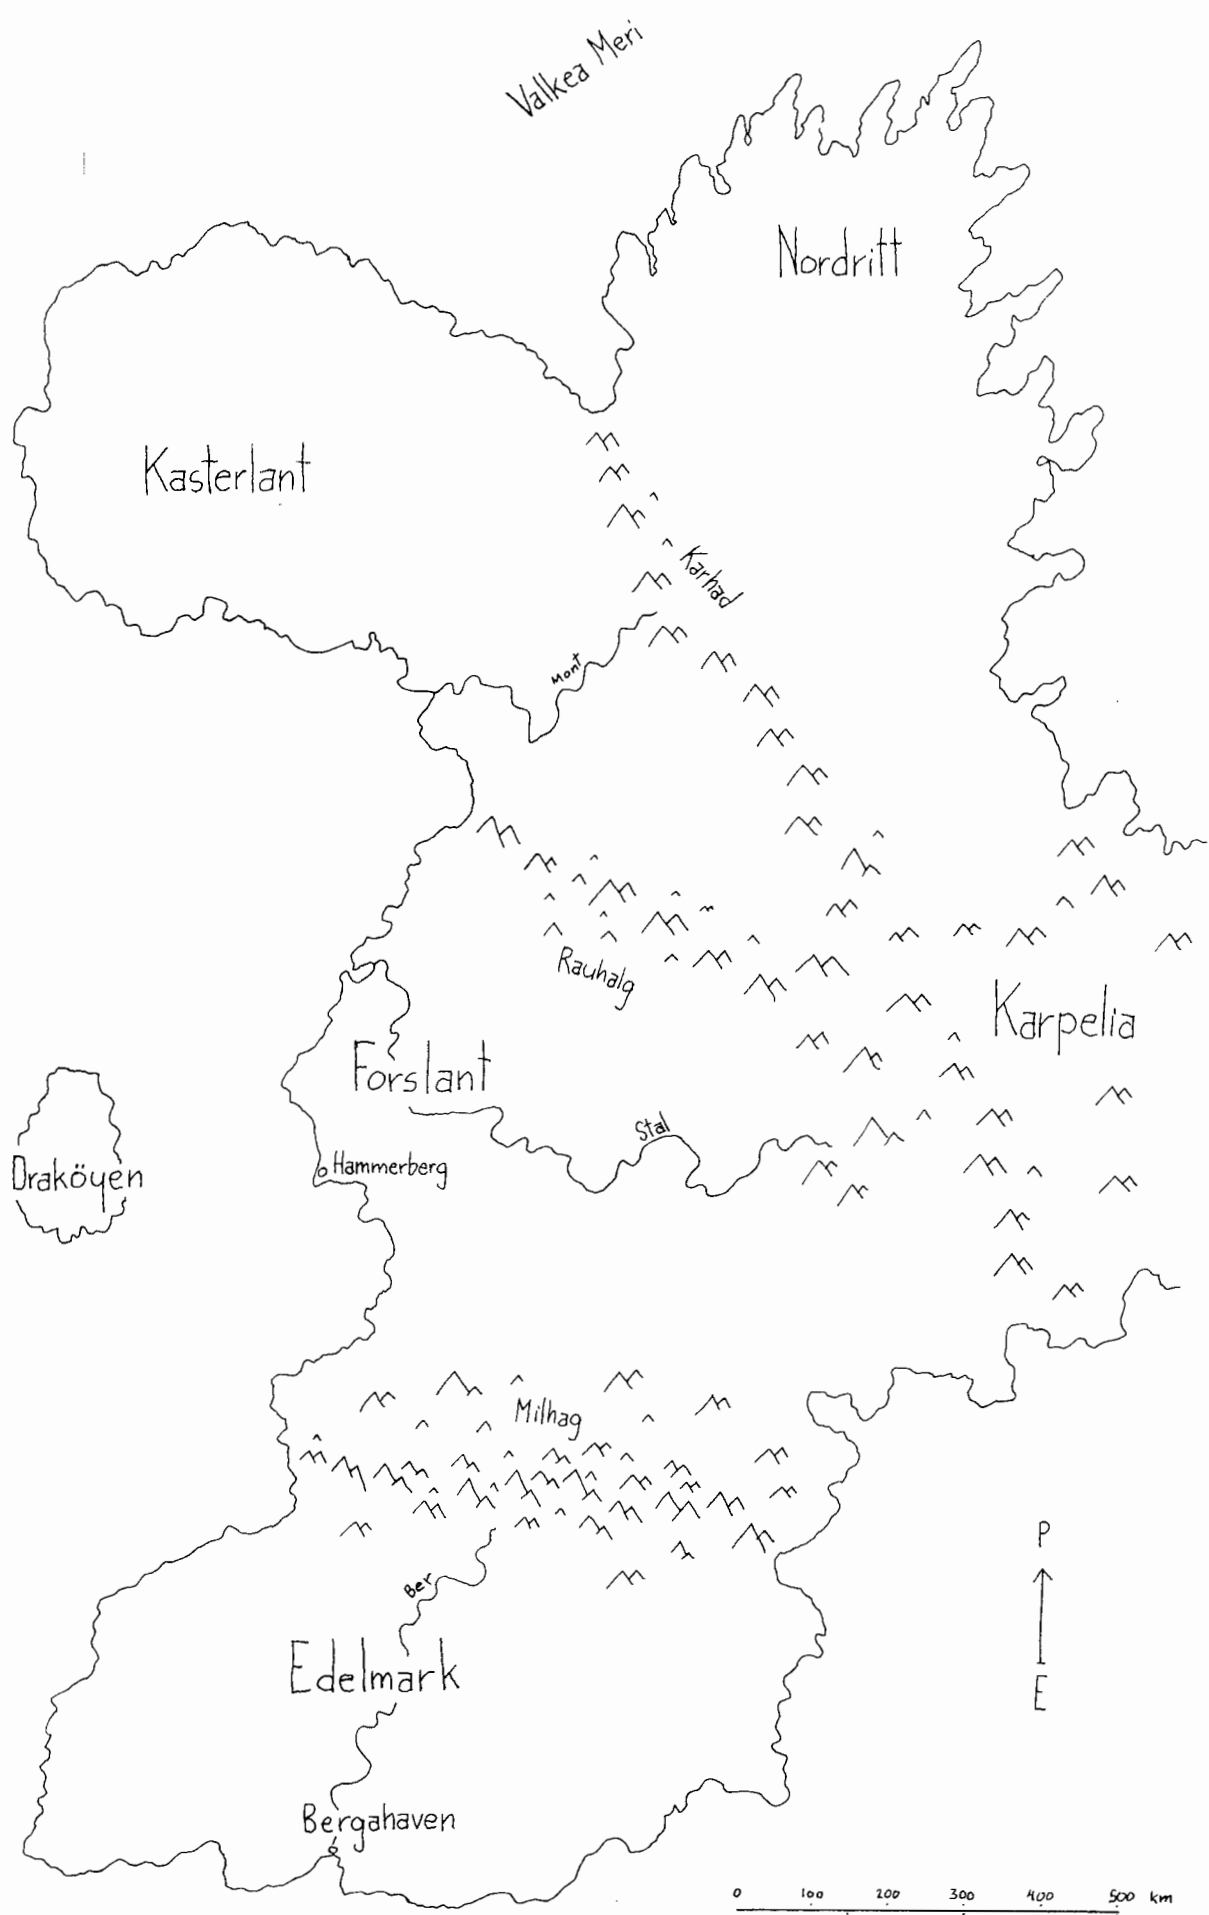 Valkea Meri
Nordritt
Kasterlant
Karhad
Mont
Rauhalg
Karpelia
Forslant
Stal
Hammerberg
Draköyen
Milhag
P
E
Ber
Edelmark
Bergahaven
0 100 200 300 400 500 km